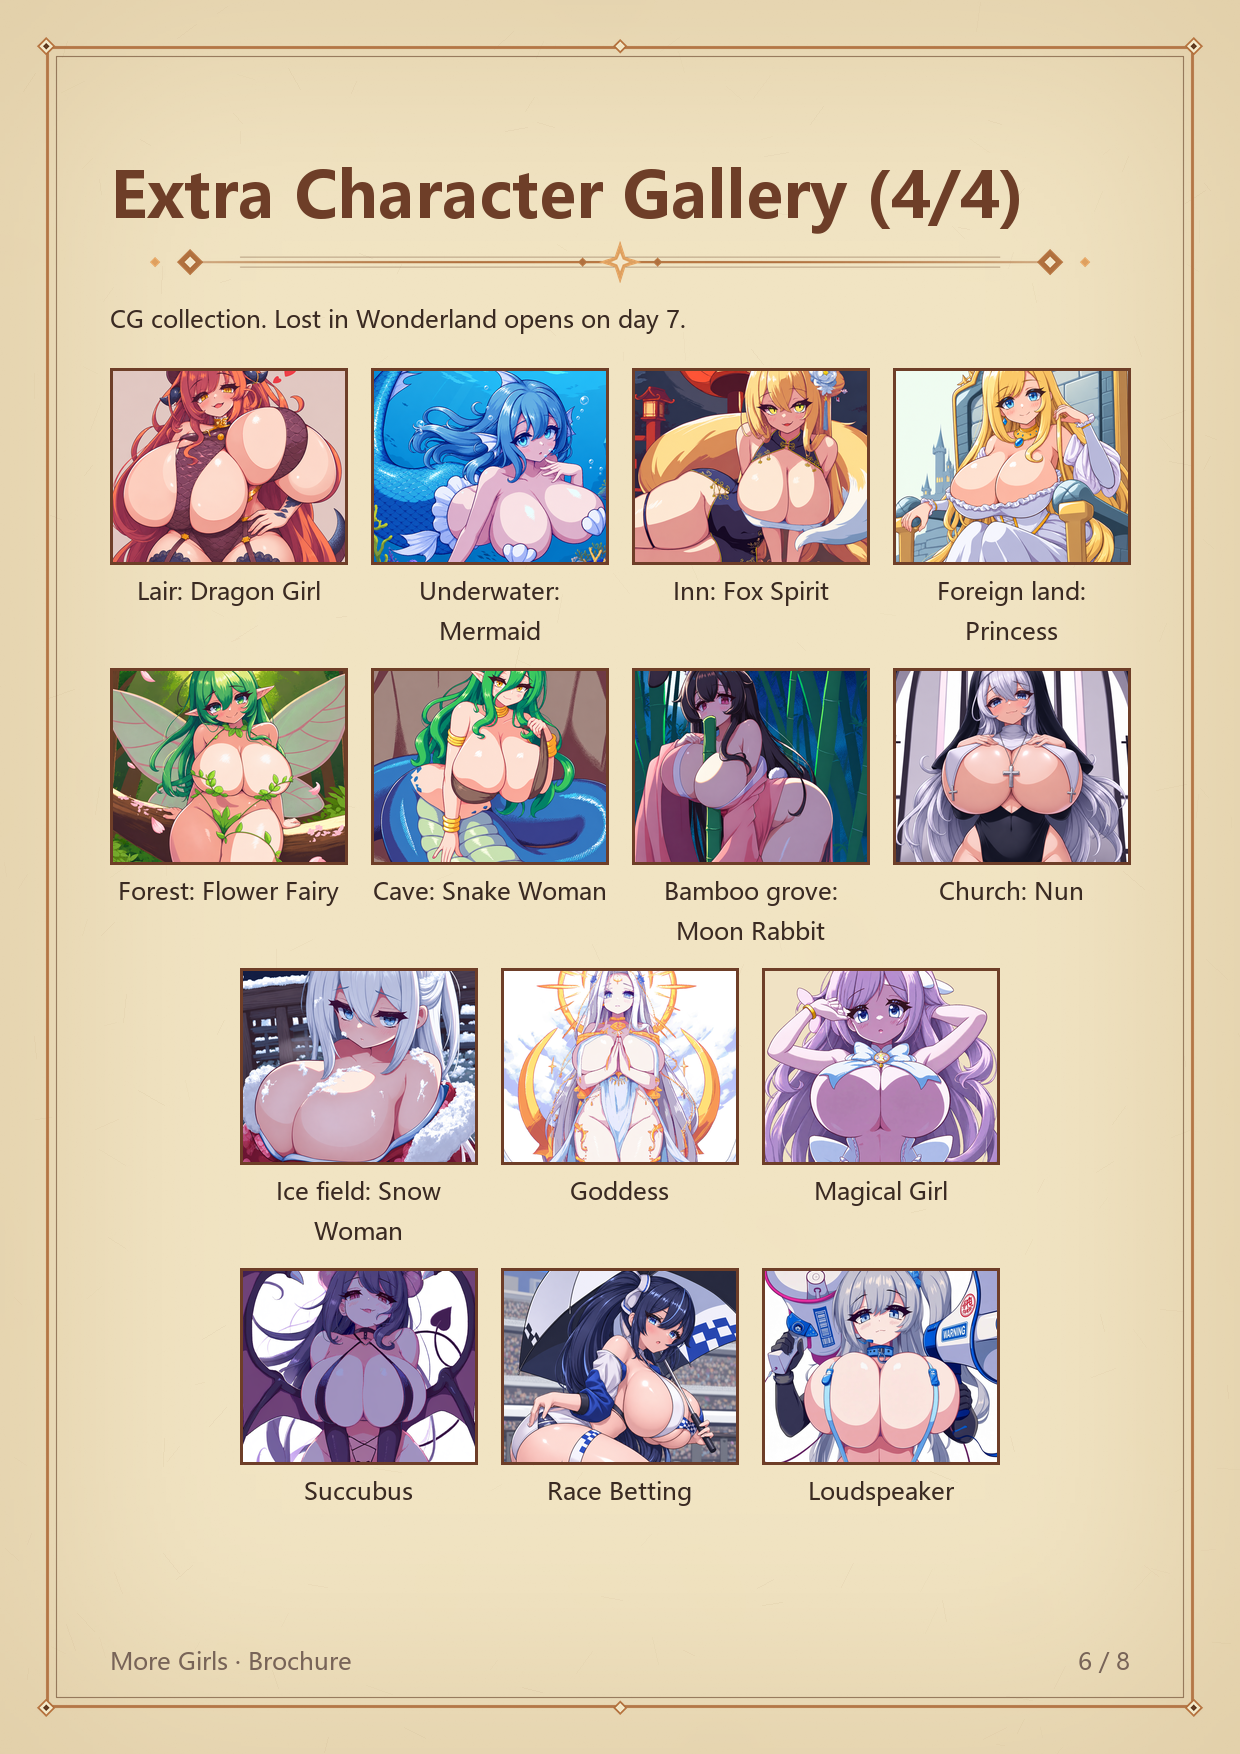 Extra Character Gallery (4/4)
CG collection. Lost in Wonderland opens on day 7.
Lair: Dragon Girl
Underwater:
Mermaid
Inn: Fox Spirit
Foreign land:
Princess
Forest: Flower Fairy
Cave: Snake Woman
Bamboo grove:
Moon Rabbit
Church: Nun
Ice field: Snow
Woman
Goddess
Magical Girl
WARNING
Succubus
Race Betting
Loudspeaker
More Girls · Brochure
6 / 8